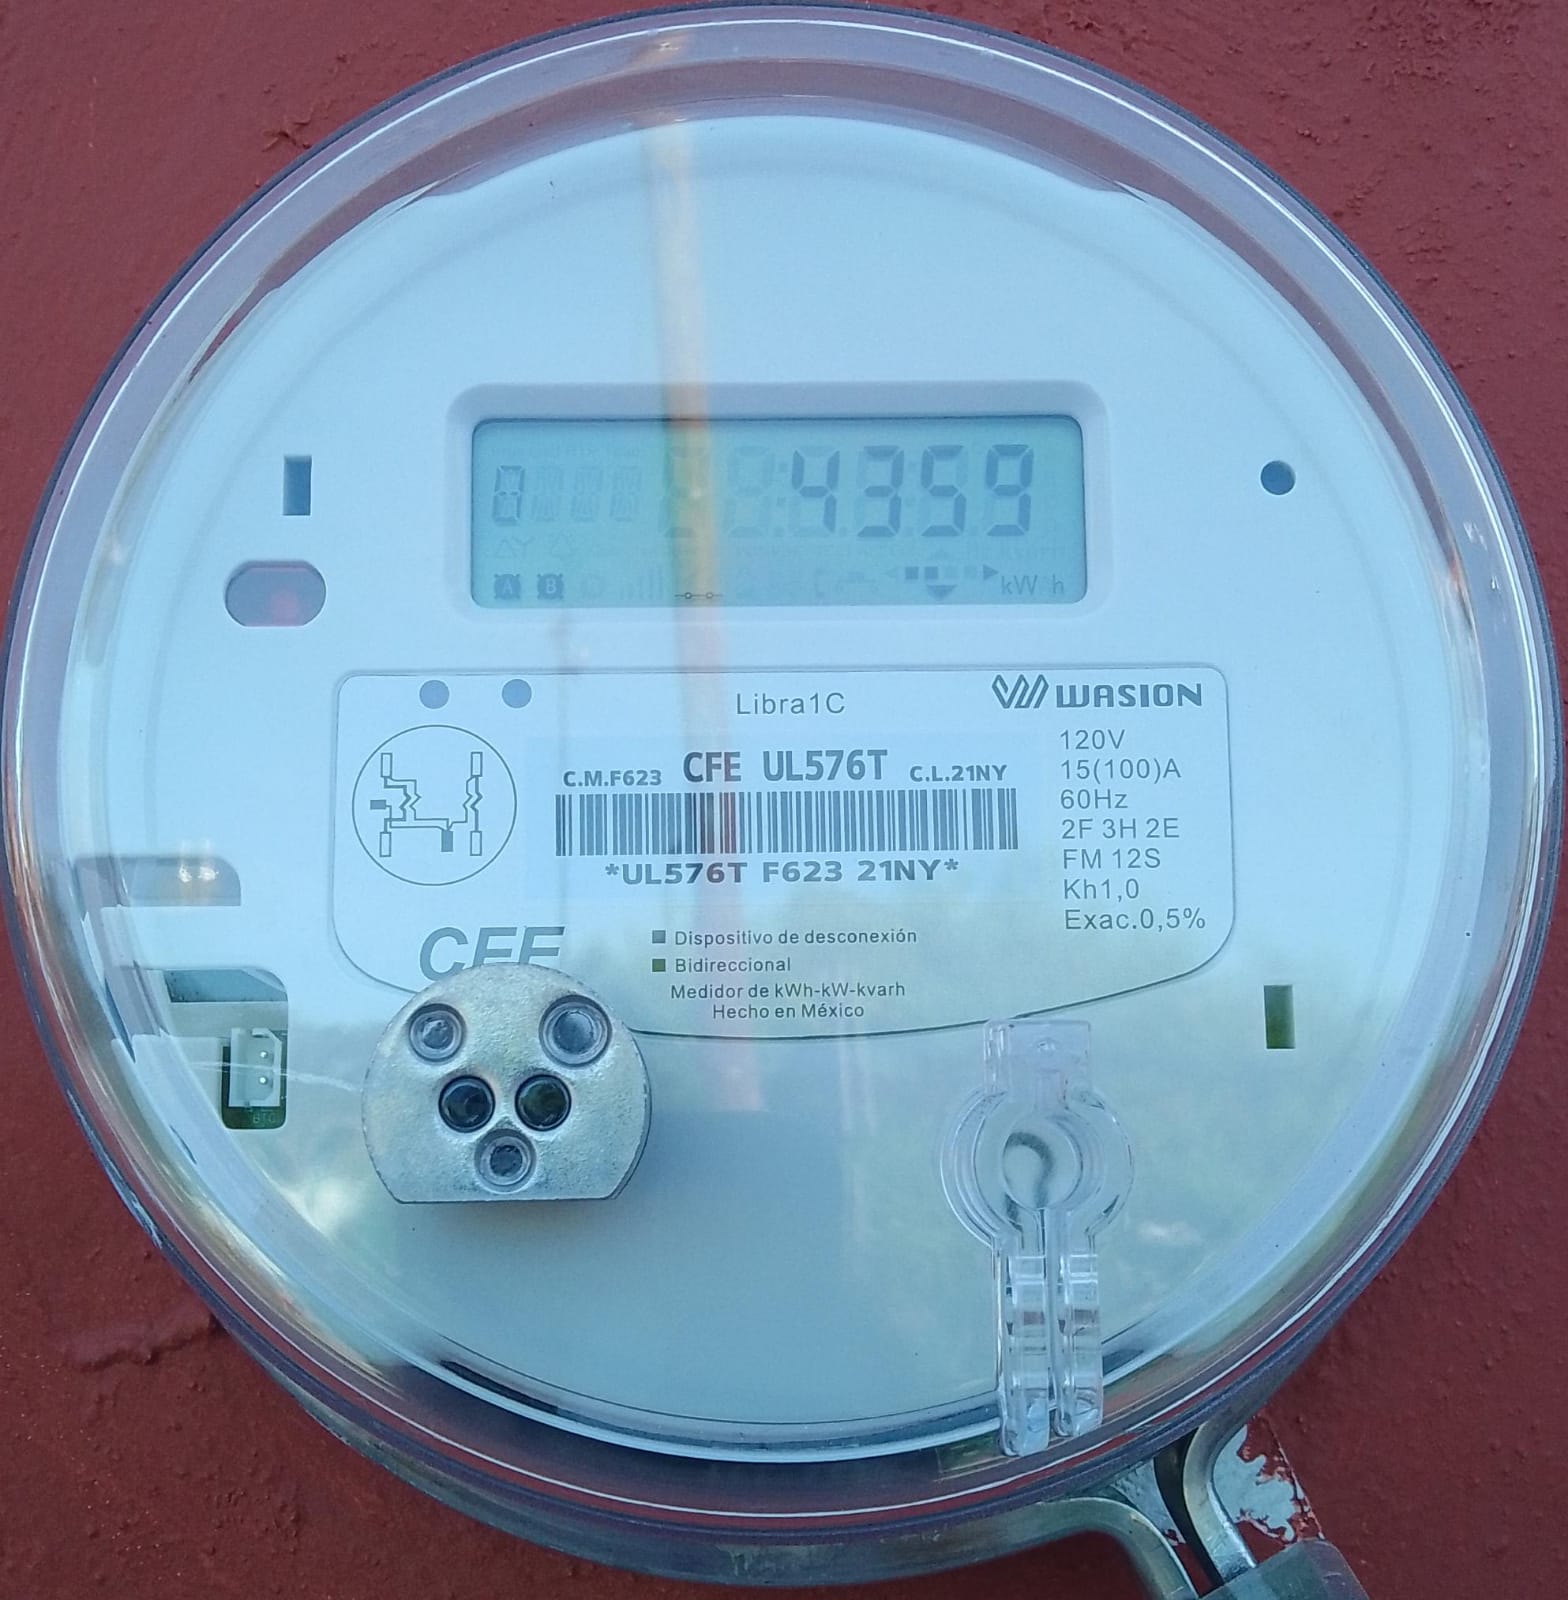 4359
A B
kW h
Libra1C
WASION
C.M.F623 CFE UL576T C.L.21NY
*UL576T F623 21NY*
120V
15(100)A
60Hz
2F 3H 2E
FM 12S
Kh1,0
Exac.0,5%
CFE
Dispositivo de desconexión
Bidireccional
Medidor de kWh-kW-kvarh
Hecho en México